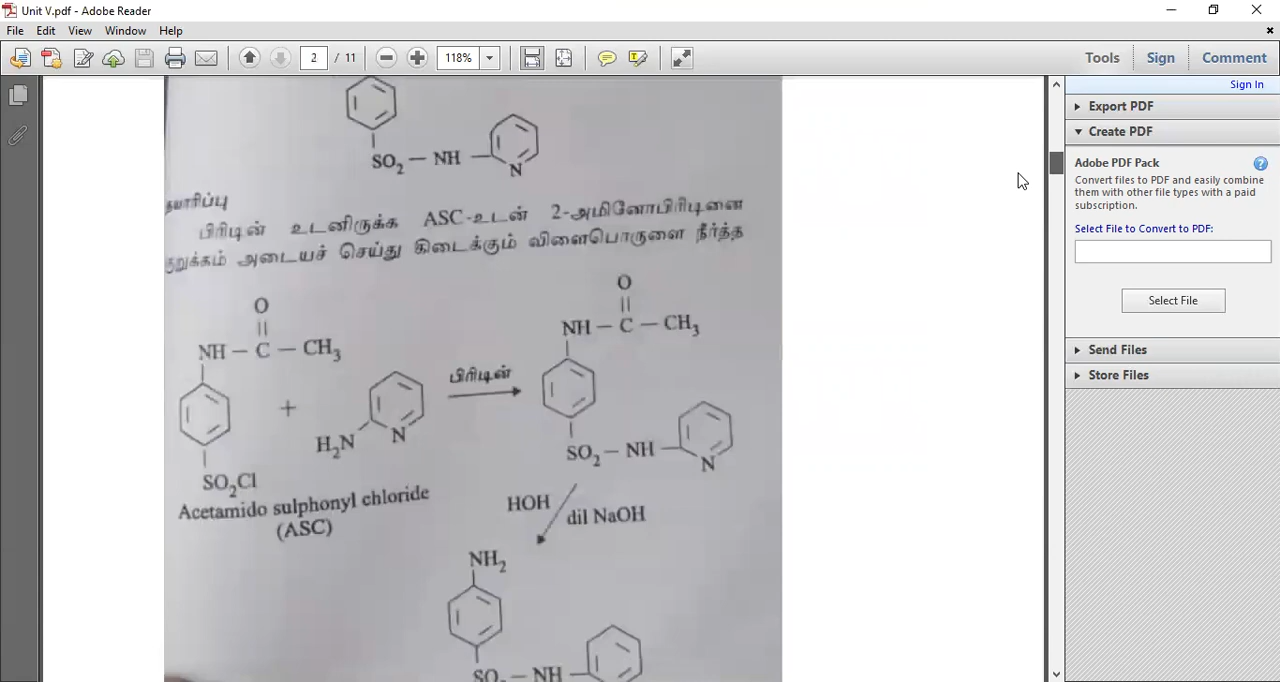 Unit V.pdf - Adobe Reader
File Edit View Window Help
2 / 11 118% Tools Sign Comment
Sign In
Export PDF
Create PDF
Adobe PDF Pack
Convert files to PDF and easily combine
them with other file types with a paid
subscription.
Select File to Convert to PDF:
Select File
Send Files
Store Files
SO2 — NH
N
தயாரிப்பு
பிரிடின் உடனிருக்க ASC-உடன் 2-அமினோபிரிடினை
குறுக்கம் அடையச் செய்து கிடைக்கும் விளைபொருளை நீர்த்த
O
||
NH — C — CH3
+
H2N
N
SO2Cl
Acetamido sulphonyl chloride
(ASC)
பிரிடின்
O
||
NH — C — CH3
SO2 — NH
N
HOH
dil NaOH
NH2
SO2 — NH